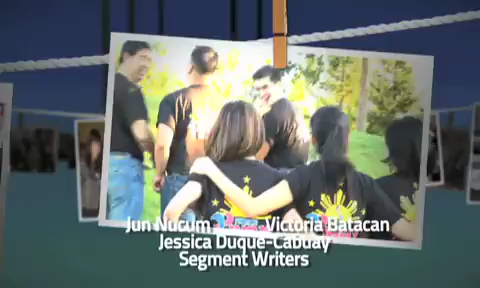 Jun Nucum Victoria Batacan
Jessica Duque-Cabuay
Segment Writers